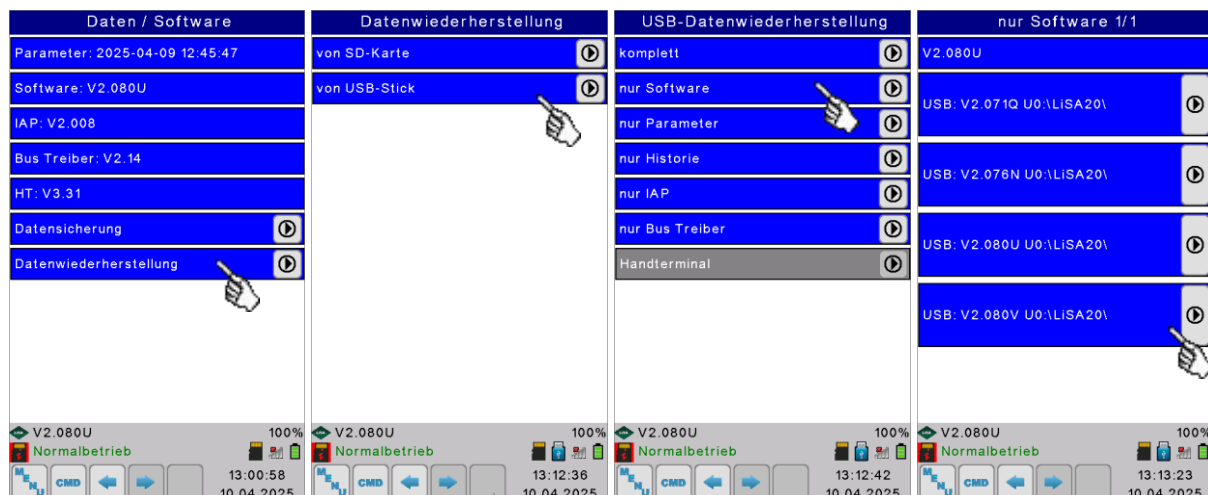 Daten / Software
Parameter: 2025-04-09 12:45:47
Software: V2.080U
IAP: V2.008
Bus Treiber: V2.14
HT: V3.31
Datensicherung
Datenwiederherstellung
V2.080U 100%
Normalbetrieb
MENU CMD 13:00:58
10.04.2025
Datenwiederherstellung
von SD-Karte
von USB-Stick
V2.080U 100%
Normalbetrieb
MENU CMD 13:12:36
10.04.2025
USB-Datenwiederherstellung
komplett
nur Software
nur Parameter
nur Historie
nur IAP
nur Bus Treiber
Handterminal
V2.080U 100%
Normalbetrieb
MENU CMD 13:12:42
10.04.2025
nur Software 1/1
V2.080U
USB: V2.071Q U0:\LiSA20\
USB: V2.076N U0:\LiSA20\
USB: V2.080U U0:\LiSA20\
USB: V2.080V U0:\LiSA20\
V2.080U 100%
Normalbetrieb
MENU CMD 13:13:23
10.04.2025